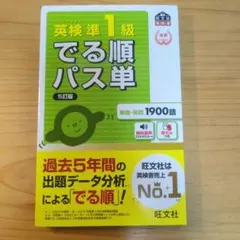 英検準1級
でる順
パス単
5訂版
単語・熟語 1900語
過去5年間の
出題データ分析
による「でる順」!
旺文社は
英検書売上
No.1
旺文社